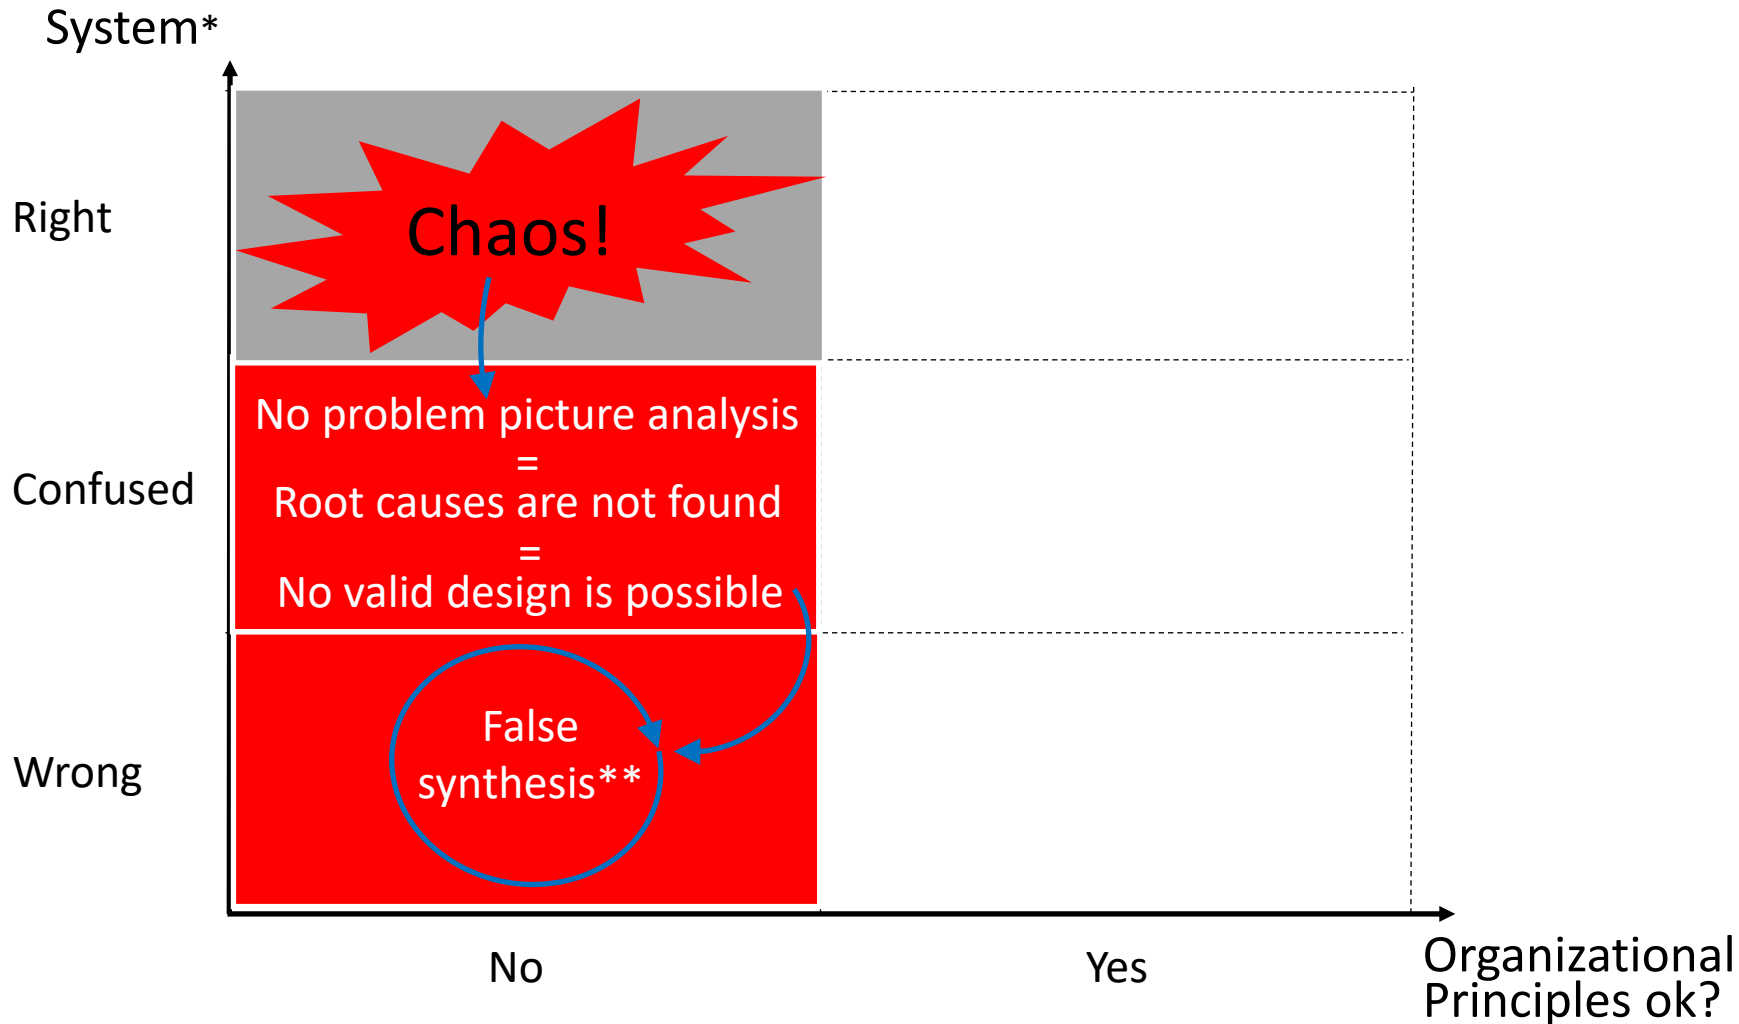 System*
Right
Chaos!
No problem picture analysis
=
Root causes are not found
=
No valid design is possible
Confused
False
synthesis**
Wrong
No
Yes
Organizational
Principles ok?